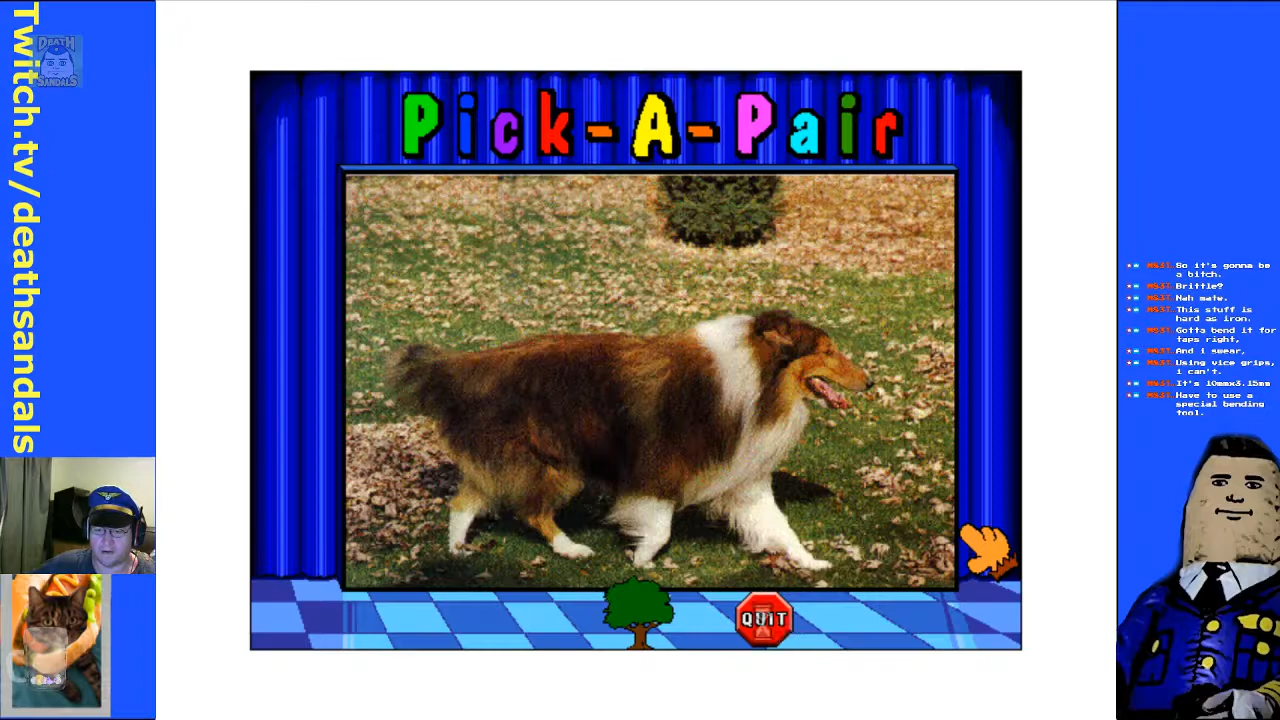 Twitch.tv/deathsandals
DEATH
SANDALS
Pick-A-Pair
QUIT
So it's gonna be
a bitch.
Brittle?
Nah mate.
This stuff is
hard as iron.
Gotta bend it for
taps right,
And i swear,
Using vice grips,
i can't.
It's 10mmx3.15mm
Have to use a
special bending
tool.